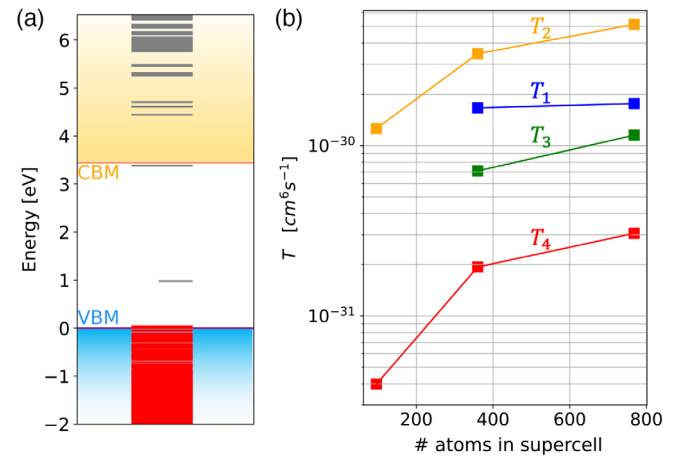 (a)
6
5
4
3
2
1
0
−1
−2
Energy [eV]
CBM
VBM
(b)
T₂
T₁
T₃
T₄
10⁻³⁰
10⁻³¹
T [cm⁶s⁻¹]
200 400 600 800
# atoms in supercell